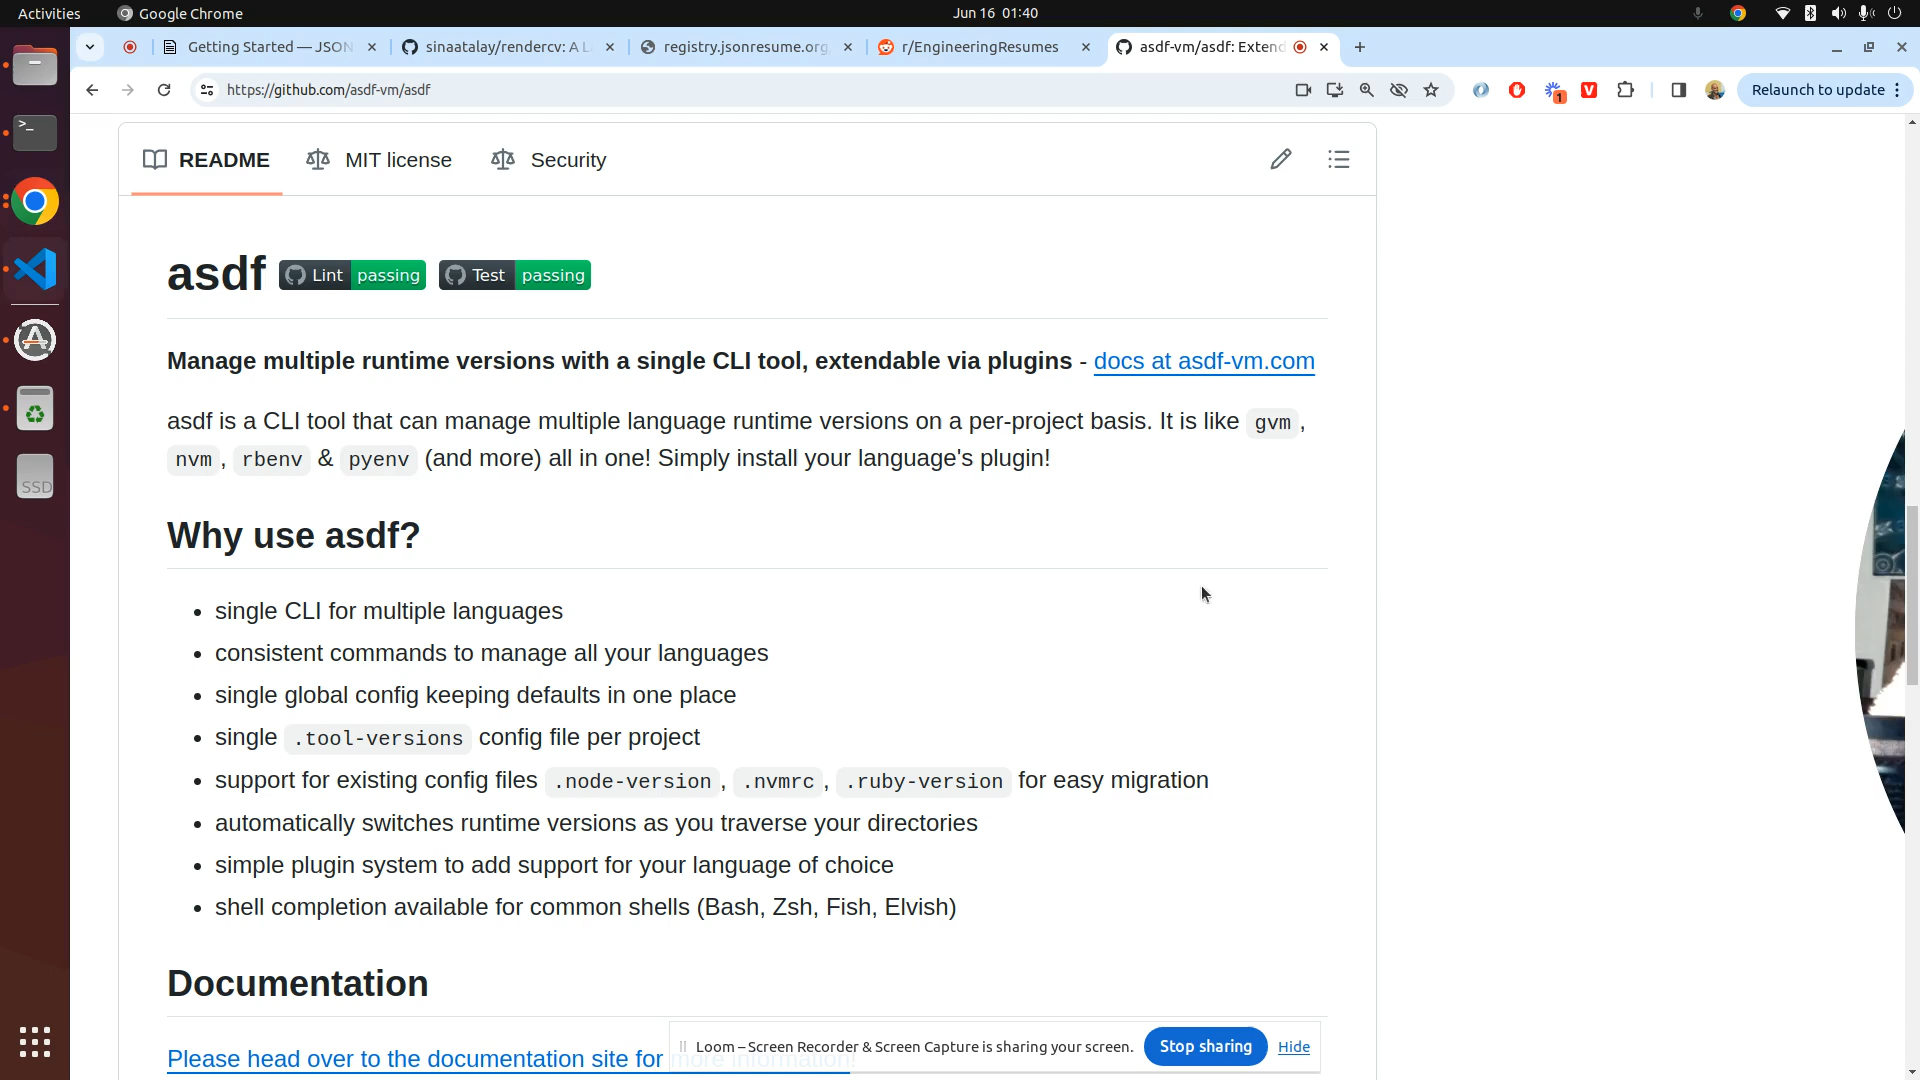 Activities
Google Chrome
Jun 16 01:40
Getting Started — JSON
sinaatalay/rendercv: A L
registry.jsonresume.org
r/EngineeringResumes
asdf-vm/asdf: Extend
https://github.com/asdf-vm/asdf
1
V
Relaunch to update
README
MIT license
Security
asdf
Lint passing
Test passing
Manage multiple runtime versions with a single CLI tool, extendable via plugins - docs at asdf-vm.com
asdf is a CLI tool that can manage multiple language runtime versions on a per-project basis. It is like gvm,
nvm, rbenv & pyenv (and more) all in one! Simply install your language's plugin!
Why use asdf?
• single CLI for multiple languages
• consistent commands to manage all your languages
• single global config keeping defaults in one place
• single .tool-versions config file per project
• support for existing config files .node-version, .nvmrc, .ruby-version for easy migration
• automatically switches runtime versions as you traverse your directories
• simple plugin system to add support for your language of choice
• shell completion available for common shells (Bash, Zsh, Fish, Elvish)
Documentation
Please head over to the documentation site for more information!
Loom – Screen Recorder & Screen Capture is sharing your screen.
Stop sharing
Hide
SSD